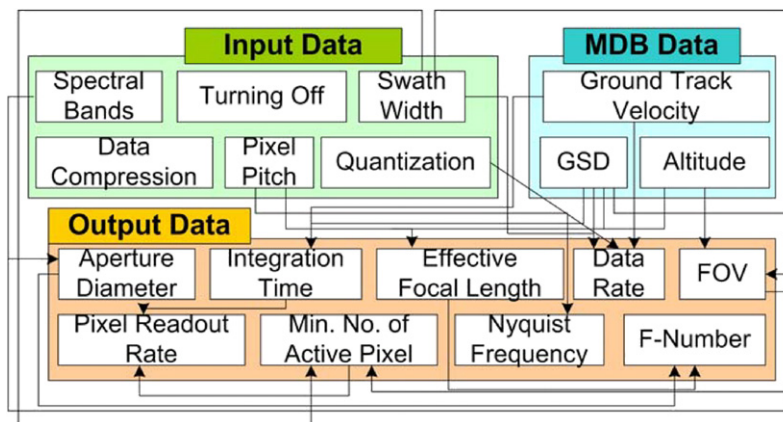 Input Data
MDB Data
Spectral
Bands
Turning Off
Swath
Width
Ground Track
Velocity
Data
Compression
Pixel
Pitch
Quantization
GSD
Altitude
Output Data
Aperture
Diameter
Integration
Time
Effective
Focal Length
Data
Rate
FOV
Pixel Readout
Rate
Min. No. of
Active Pixel
Nyquist
Frequency
F-Number